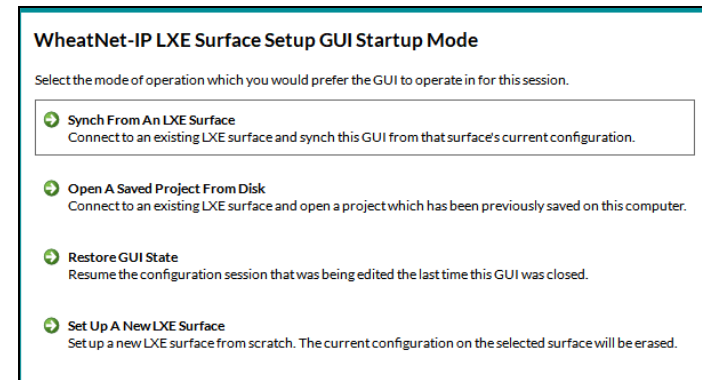 WheatNet-IP LXE Surface Setup GUI Startup Mode
Select the mode of operation which you would prefer the GUI to operate in for this session.
Synch From An LXE Surface
Connect to an existing LXE surface and synch this GUI from that surface's current configuration.
Open A Saved Project From Disk
Connect to an existing LXE surface and open a project which has been previously saved on this computer.
Restore GUI State
Resume the configuration session that was being edited the last time this GUI was closed.
Set Up A New LXE Surface
Set up a new LXE surface from scratch. The current configuration on the selected surface will be erased.